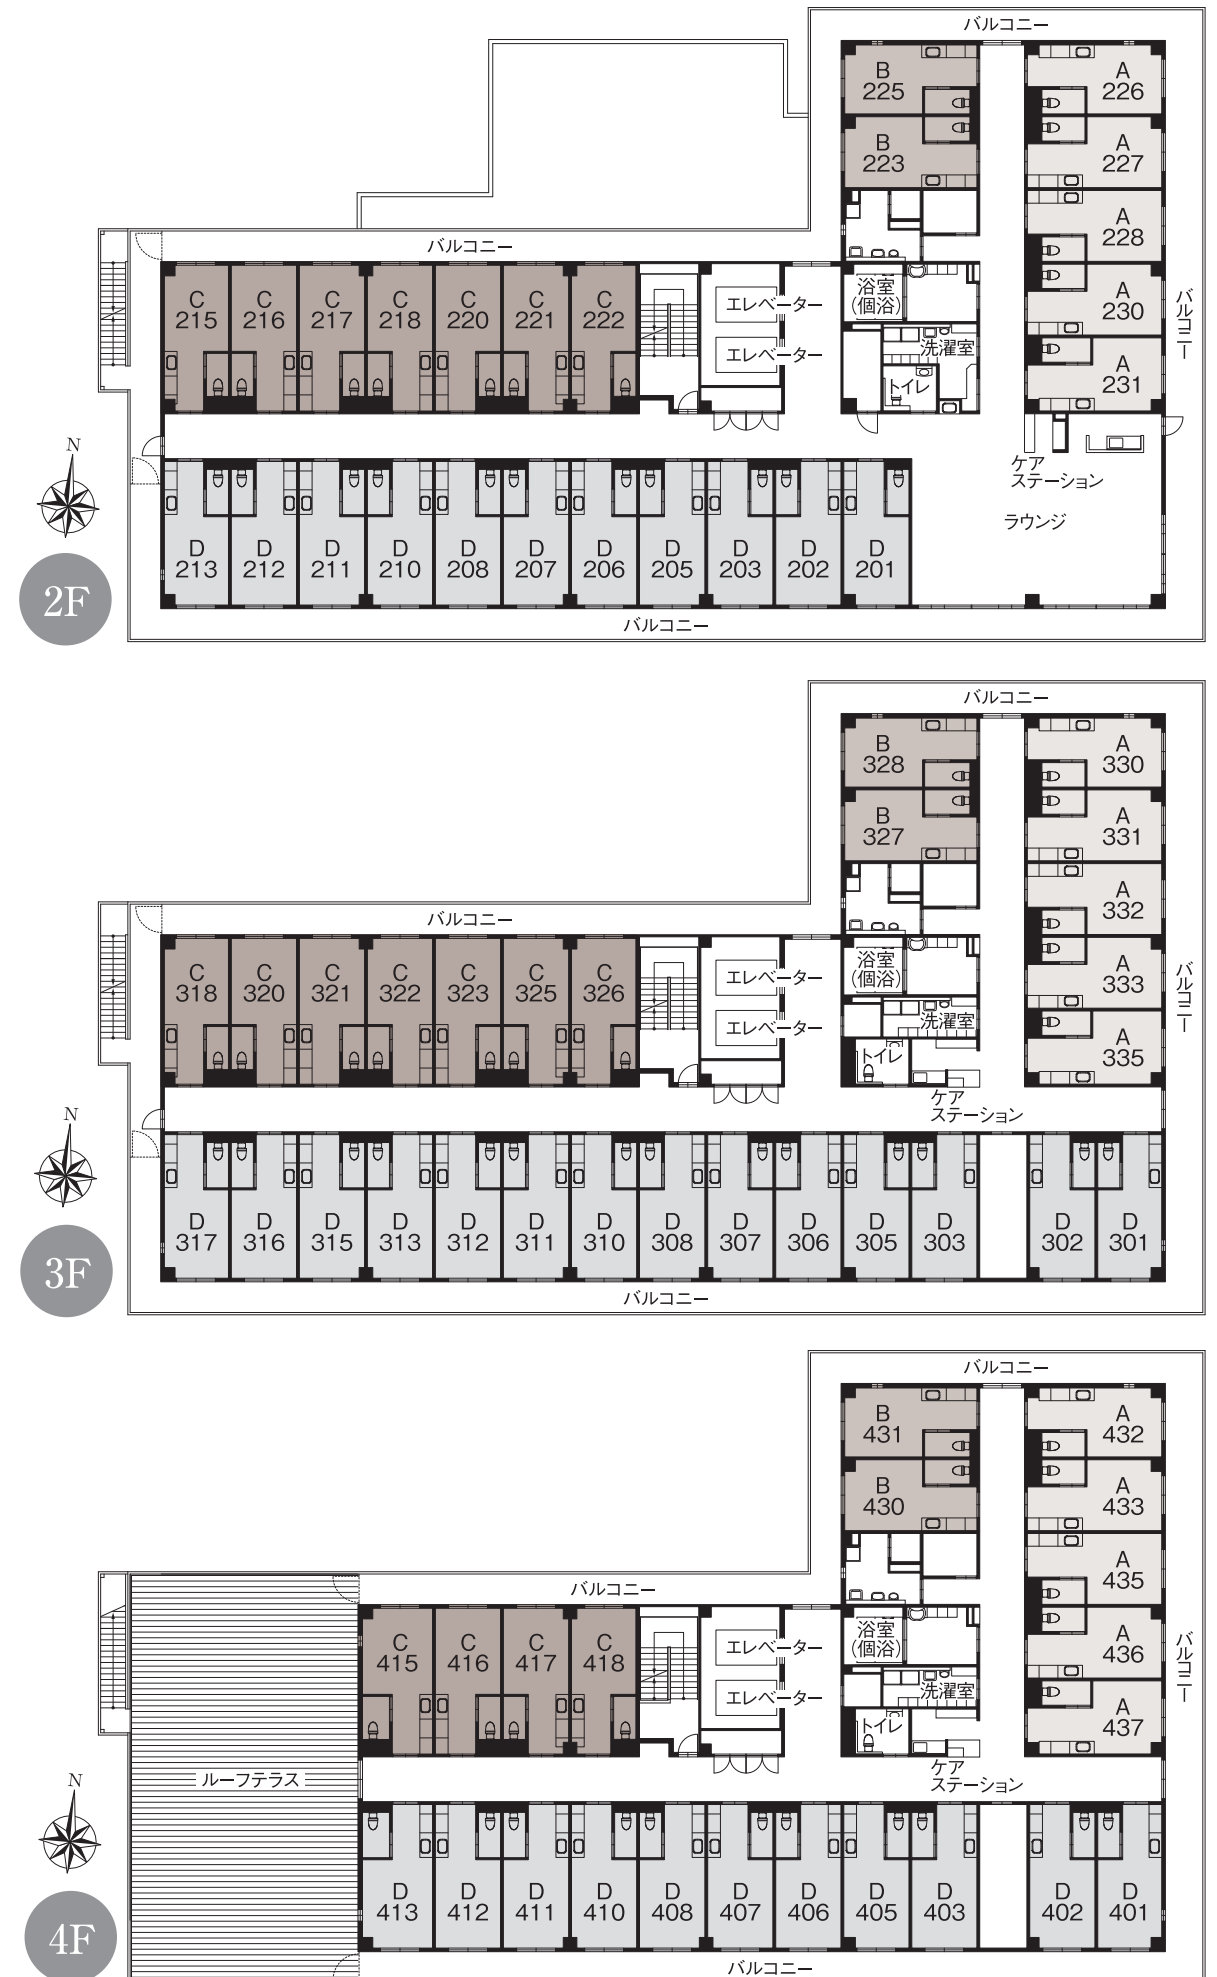 バルコニー
B
225
A
226
B
223
A
227
A
228
バルコニー
C
215
C
216
C
217
C
218
C
220
C
221
C
222
エレベーター
エレベーター
浴室
(個浴)
洗濯室
トイレ
A
230
A
231
バルコニー
N
ケア
ステーション
ラウンジ
D
213
D
212
D
211
D
210
D
208
D
207
D
206
D
205
D
203
D
202
D
201
2F
バルコニー
バルコニー
B
328
A
330
B
327
A
331
A
332
バルコニー
C
318
C
320
C
321
C
322
C
323
C
325
C
326
エレベーター
エレベーター
浴室
(個浴)
洗濯室
トイレ
A
333
A
335
バルコニー
ケア
ステーション
N
D
317
D
316
D
315
D
313
D
312
D
311
D
310
D
308
D
307
D
306
D
305
D
303
D
302
D
301
3F
バルコニー
バルコニー
B
431
A
432
B
430
A
433
A
435
バルコニー
C
415
C
416
C
417
C
418
エレベーター
エレベーター
浴室
(個浴)
洗濯室
トイレ
A
436
A
437
バルコニー
ルーフテラス
ケア
ステーション
N
D
413
D
412
D
411
D
410
D
408
D
407
D
406
D
405
D
403
D
402
D
401
4F
バルコニー